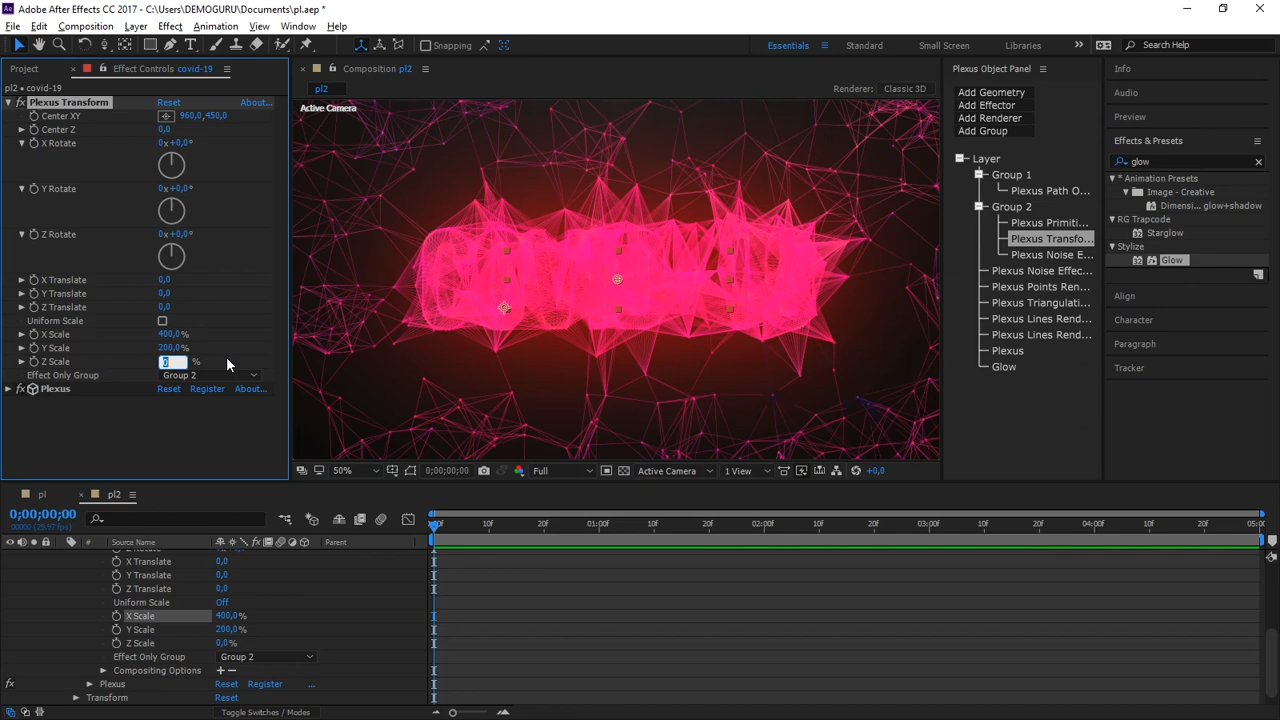 Adobe After Effects CC 2017 - C:\Users\DEMOGURU\Documents\pl.aep *
File Edit Composition Layer Effect Animation View Window Help
Snapping Essentials Standard Small Screen Libraries Search Help
Project Effect Controls covid-19
pl2 • covid-19
Plexus Transform Reset About...
Center XY 960,0,450,0
Center Z 0,0
X Rotate 0x+0,0°
Y Rotate 0x+0,0°
Z Rotate 0x+0,0°
X Translate 0,0
Y Translate 0,0
Z Translate 0,0
Uniform Scale
X Scale 400,0%
Y Scale 200,0%
Z Scale 0 %
Effect Only Group Group 2
Plexus Reset Register About...
Composition pl2
pl2
Renderer: Classic 3D
Active Camera
50% 0;00;00;00 Full Active Camera 1 View +0,0
Plexus Object Panel
Add Geometry
Add Effector
Add Renderer
Add Group
Layer
Group 1
Plexus Path O...
Group 2
Plexus Primiti...
Plexus Transfo...
Plexus Noise E...
Plexus Noise Effec...
Plexus Points Ren...
Plexus Triangulati...
Plexus Lines Rend...
Plexus Lines Rend...
Plexus
Glow
Info
Audio
Preview
Effects & Presets
glow
* Animation Presets
Image - Creative
Dimensi... glow+shadow
RG Trapcode
Starglow
Stylize
Glow
Align
Character
Paragraph
Tracker
pl pl2
0;00;00;00
00000 (29.97 fps)
# Source Name Parent
X Translate 0,0
Y Translate 0,0
Z Translate 0,0
Uniform Scale Off
X Scale 400,0%
Y Scale 200,0%
Z Scale 0,0%
Effect Only Group Group 2
Compositing Options
fx Plexus Reset Register ...
Transform Reset
Toggle Switches / Modes
10f 20f 01:00f 10f 20f 02:00f 10f 20f 03:00f 10f 20f 04:00f 10f 20f 05:00